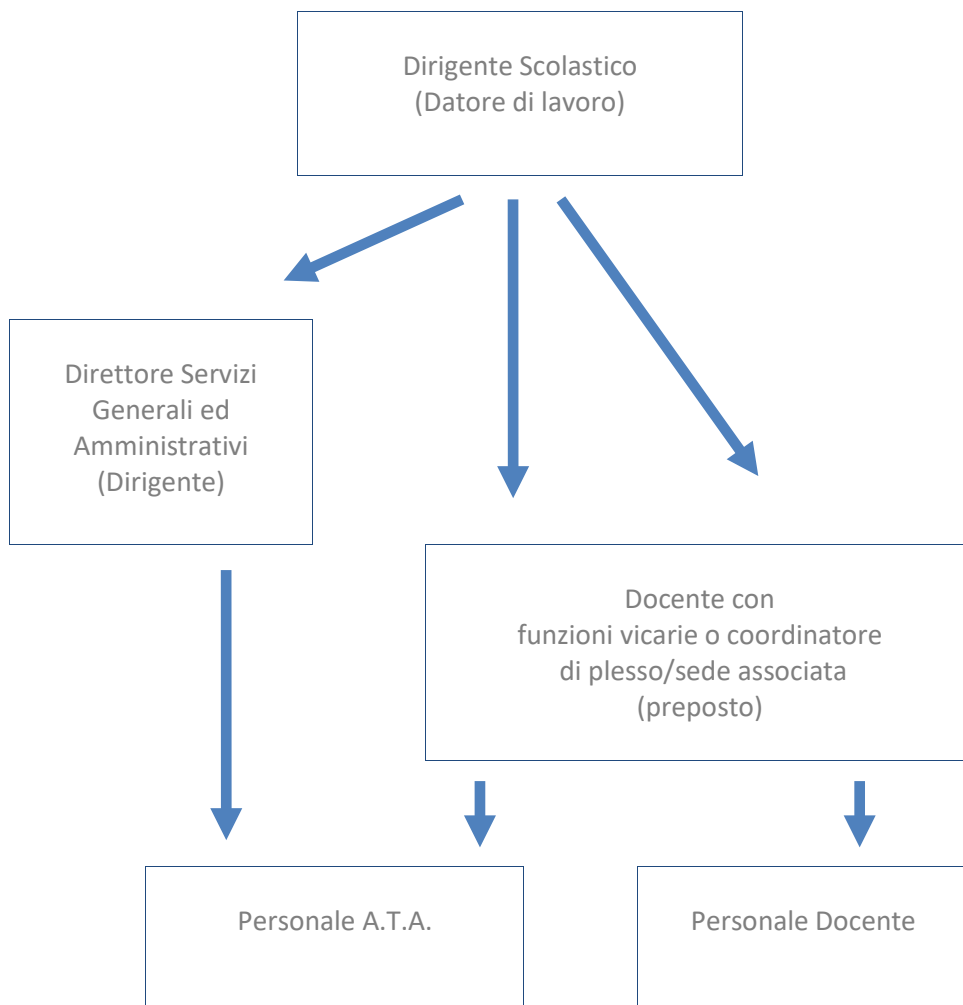 Dirigente Scolastico
(Datore di lavoro)
Direttore Servizi
Generali ed
Amministrativi
(Dirigente)
Docente con
funzioni vicarie o coordinatore
di plesso/sede associata
(preposto)
Personale A.T.A.
Personale Docente